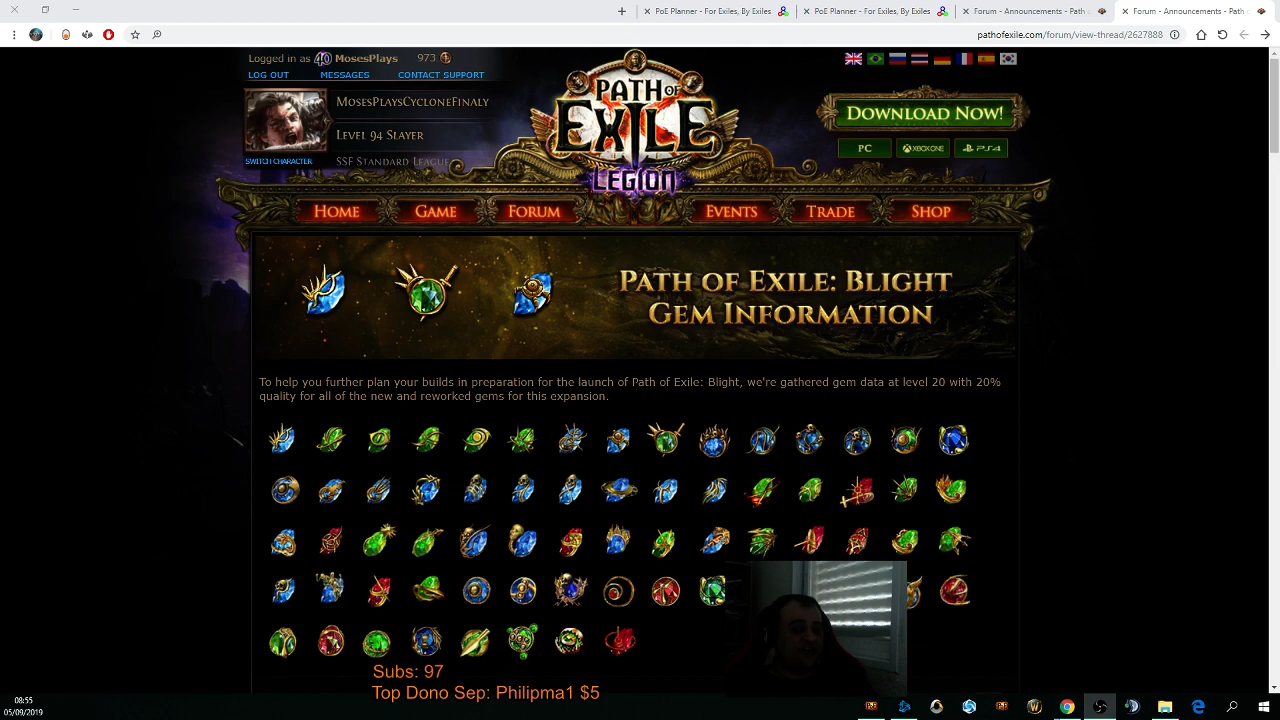 PoE Planner - For Exiles, By Exiles
PoE Planner - For Exiles, By Exiles
Forum - Announcements - Path
Forum - Announcements - Path
pathofexile.com/forum/view-thread/2627888
Logged in as MosesPlays 973
LOG OUT MESSAGES CONTACT SUPPORT
MosesPlaysCycloneFinaly
Level 94 Slayer
SWITCH CHARACTER
SSF Standard League
PATH OF EXILE
LEGION
Download Now!
PC XBOX ONE PS4
Home Game Forum Events Trade Shop
Path of Exile: Blight
Gem Information
To help you further plan your builds in preparation for the launch of Path of Exile: Blight, we're gathered gem data at level 20 with 20%
quality for all of the new and reworked gems for this expansion.
Subs: 97
Top Dono Sep: Philipma1 $5
08:55
05/09/2019